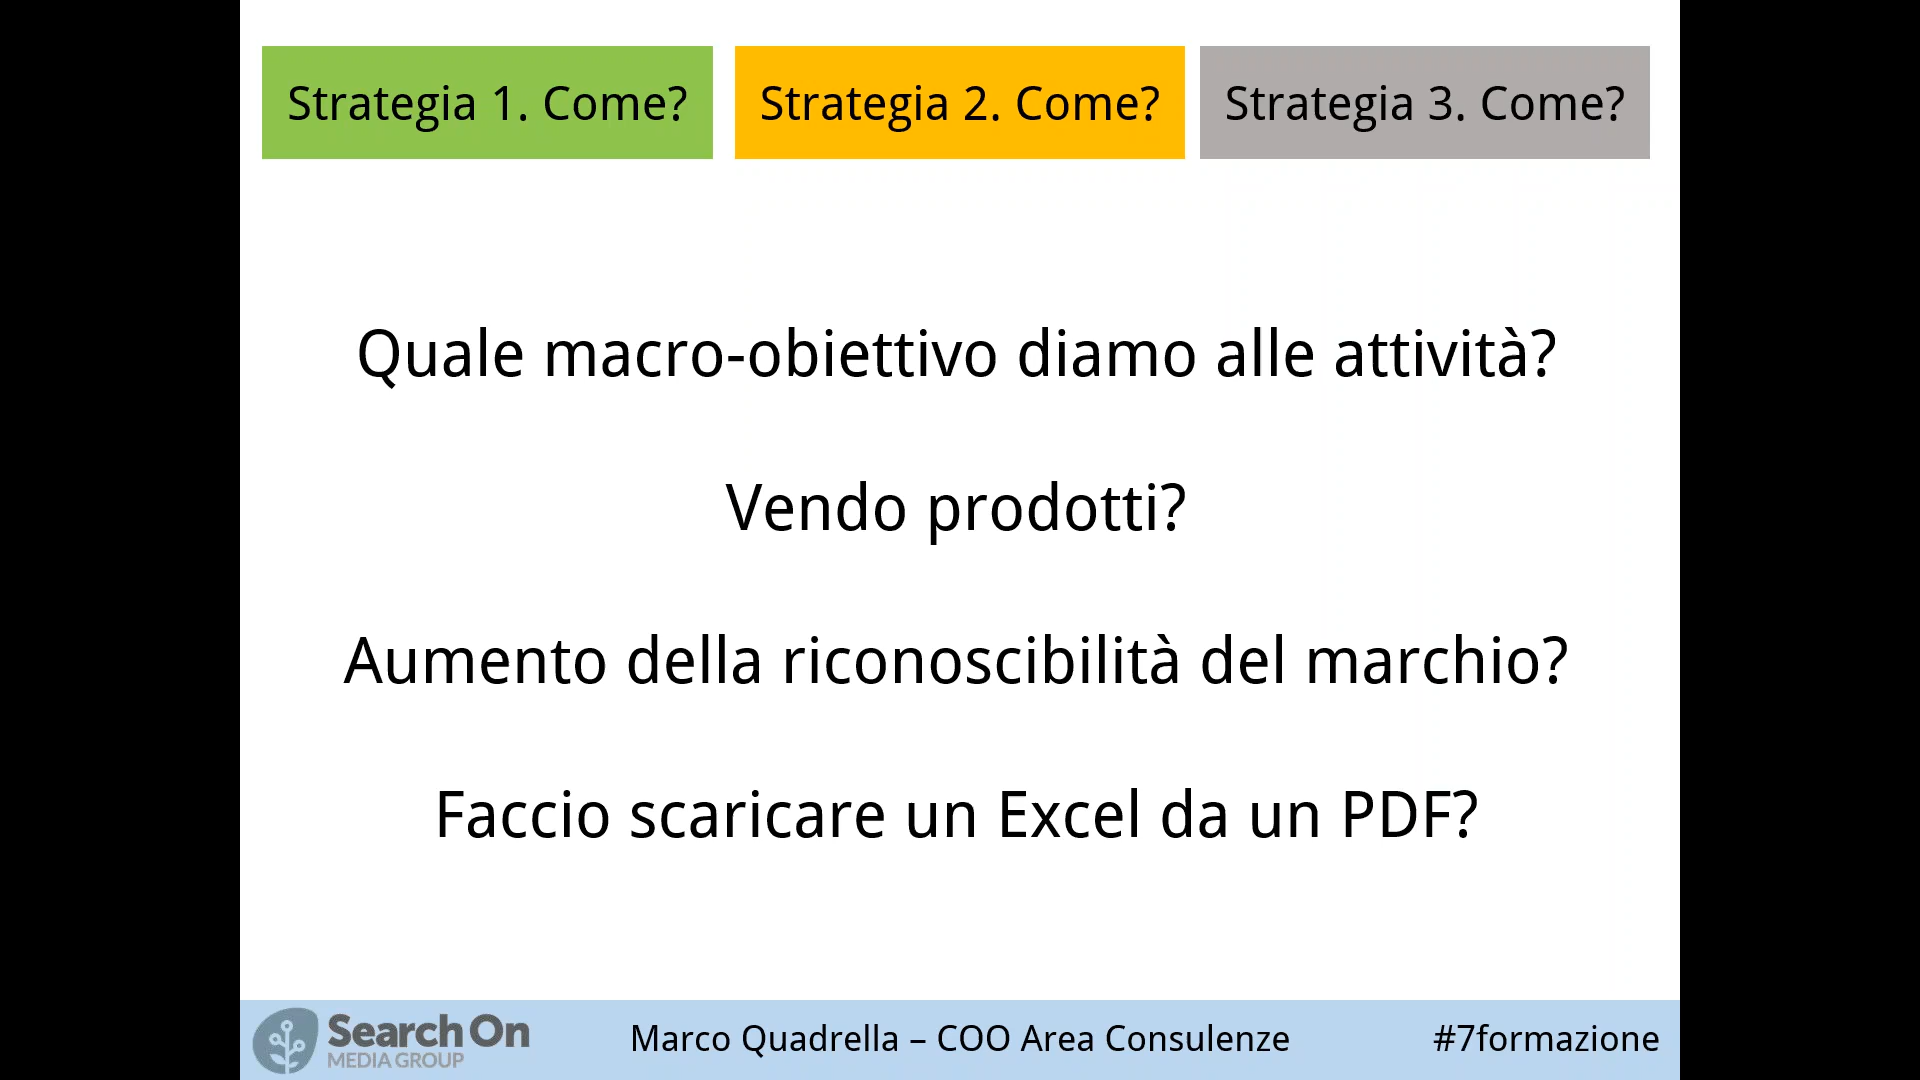 Strategia 1. Come?
Strategia 2. Come?
Strategia 3. Come?
Quale macro-obiettivo diamo alle attività?
Vendo prodotti?
Aumento della riconoscibilità del marchio?
Faccio scaricare un Excel da un PDF?
Search On
MEDIA GROUP
Marco Quadrella – COO Area Consulenze
#7formazione